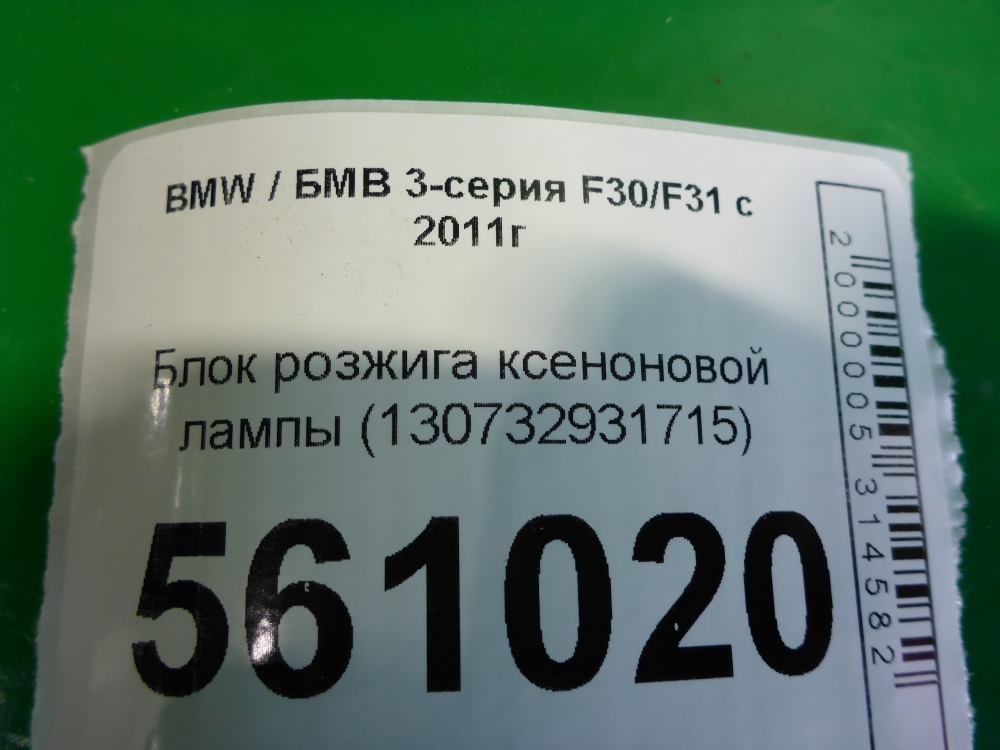 BMW / БМВ 3-серия F30/F31 с
2011г
Блок розжига ксеноновой
лампы (130732931715)
561020
2000005314582